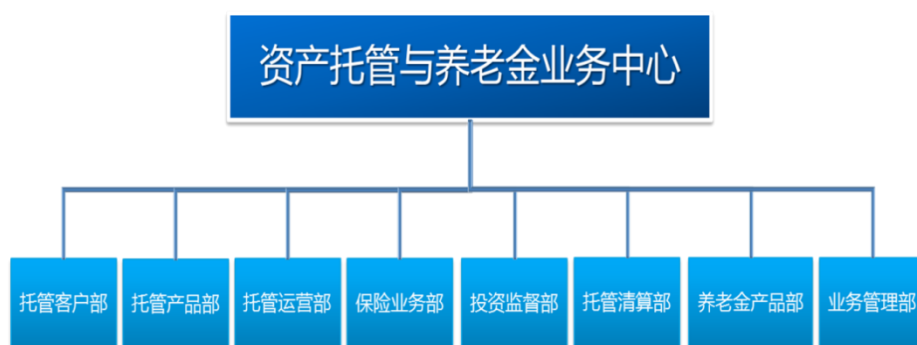 资产托管与养老金业务中心
托管客户部
托管产品部
托管运营部
保险业务部
投资监督部
托管清算部
养老金产品部
业务管理部